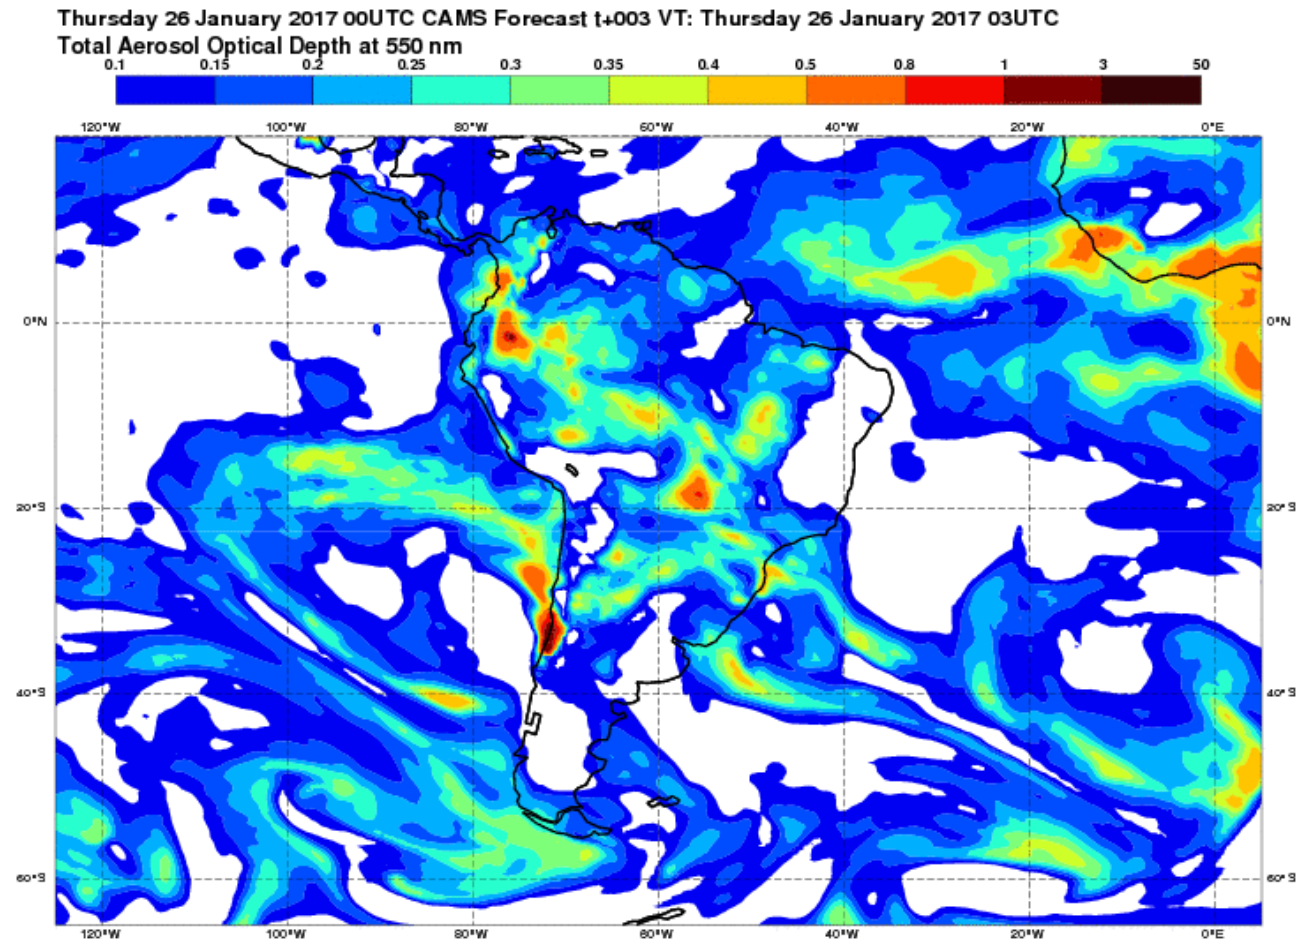 Thursday 26 January 2017 00UTC CAMS Forecast t+003 VT: Thursday 26 January 2017 03UTC
Total Aerosol Optical Depth at 550 nm
0.1 0.15 0.2 0.25 0.3 0.35 0.4 0.5 0.8 1 3 50
120°W 100°W 80°W 60°W 40°W 20°W 0°E
0°N 0°N
20°S 20°S
40°S 40°S
60°S 60°S
120°W 100°W 80°W 60°W 40°W 20°W 0°E